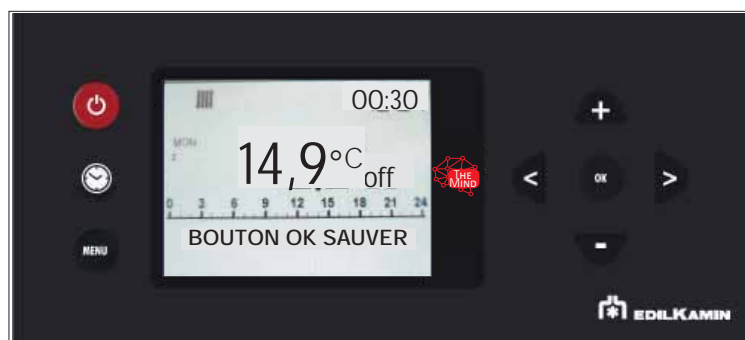 00:30
MON
14,9°C off
0 3 6 9 12 15 18 21 24
BOUTON OK SAUVER
MENU
THE MIND
+
< OK >
-
EDILKAMIN